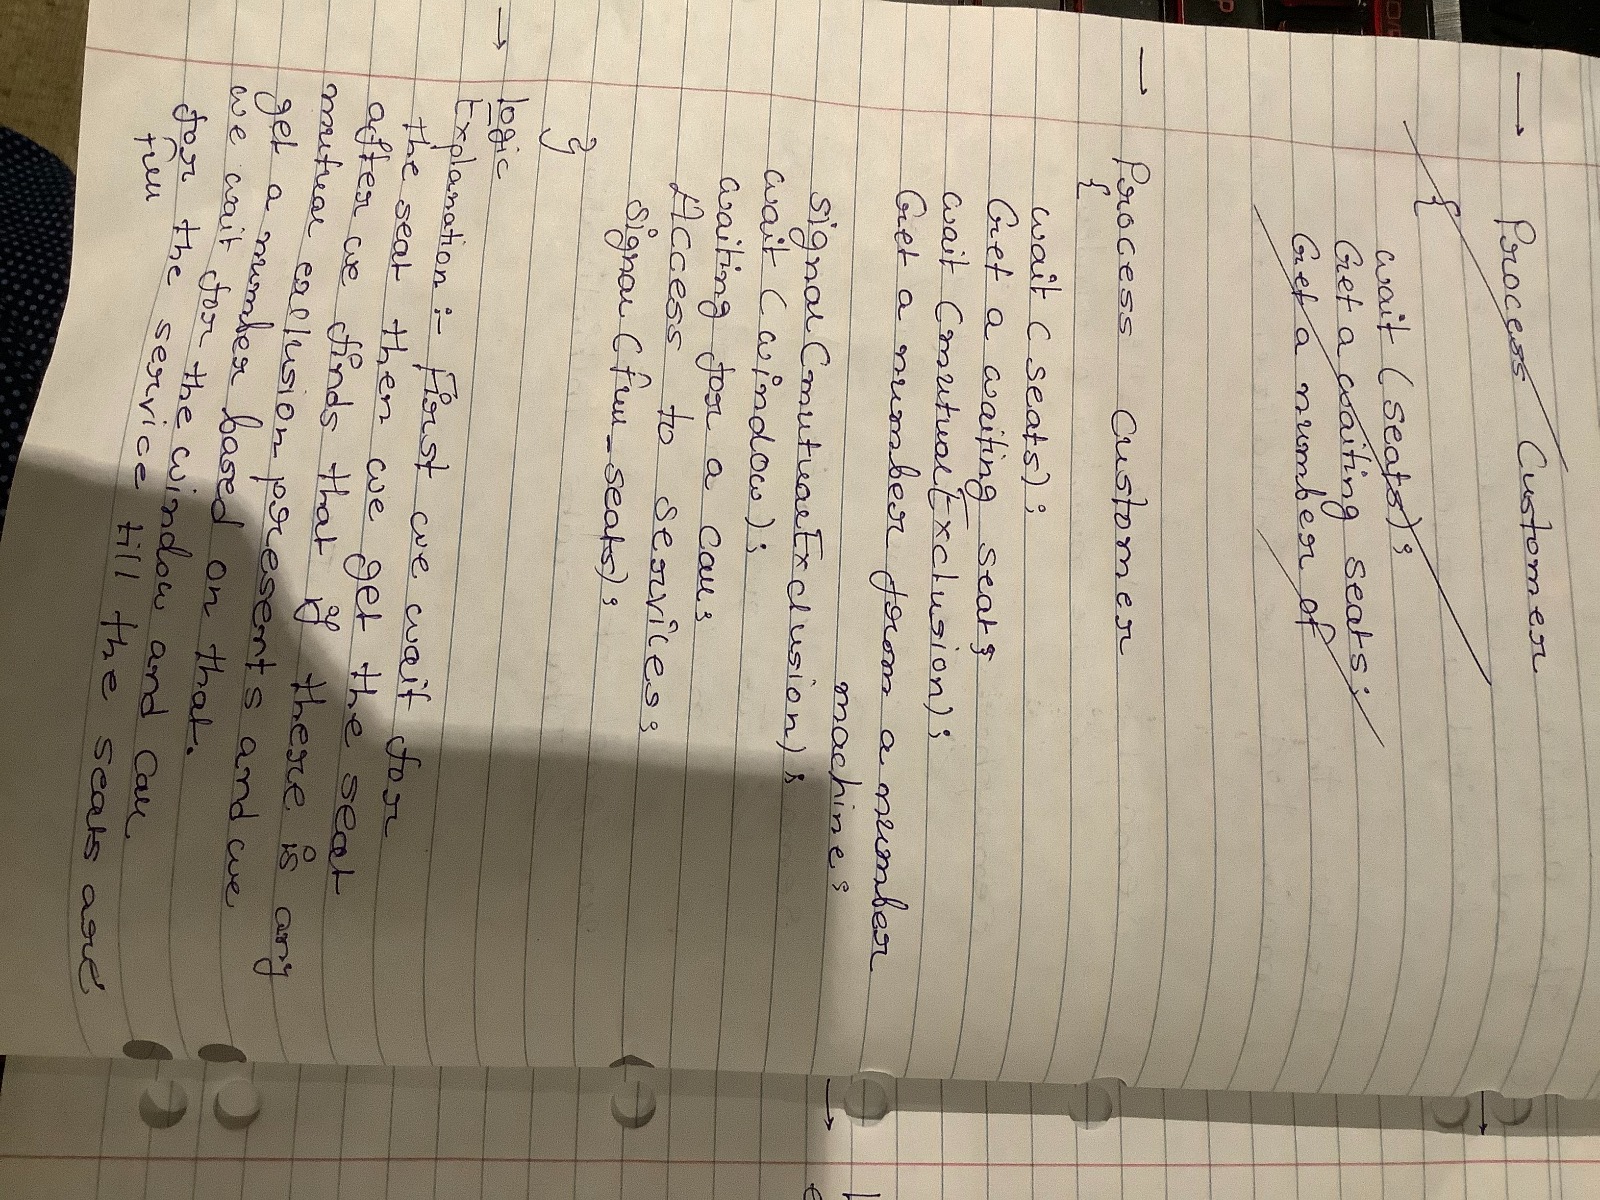 → Process Customer
{
wait (seats);
Get a waiting seats;
Get a number of
→ Process Customer
{
wait (seats);
Get a waiting seat;
wait (mutualExclusion);
Get a number from a number
machine;
signal (mutualExclusion);
wait (window);
waiting for a call;
Access to services;
signal (full_seats);
}
→ logic
Explanation :- First we wait for
the seat then we get the seat
after we finds that if there is any
mutual exclusion presents and we
get a number based on that.
we wait for the window and call
for the service till the seats are
full